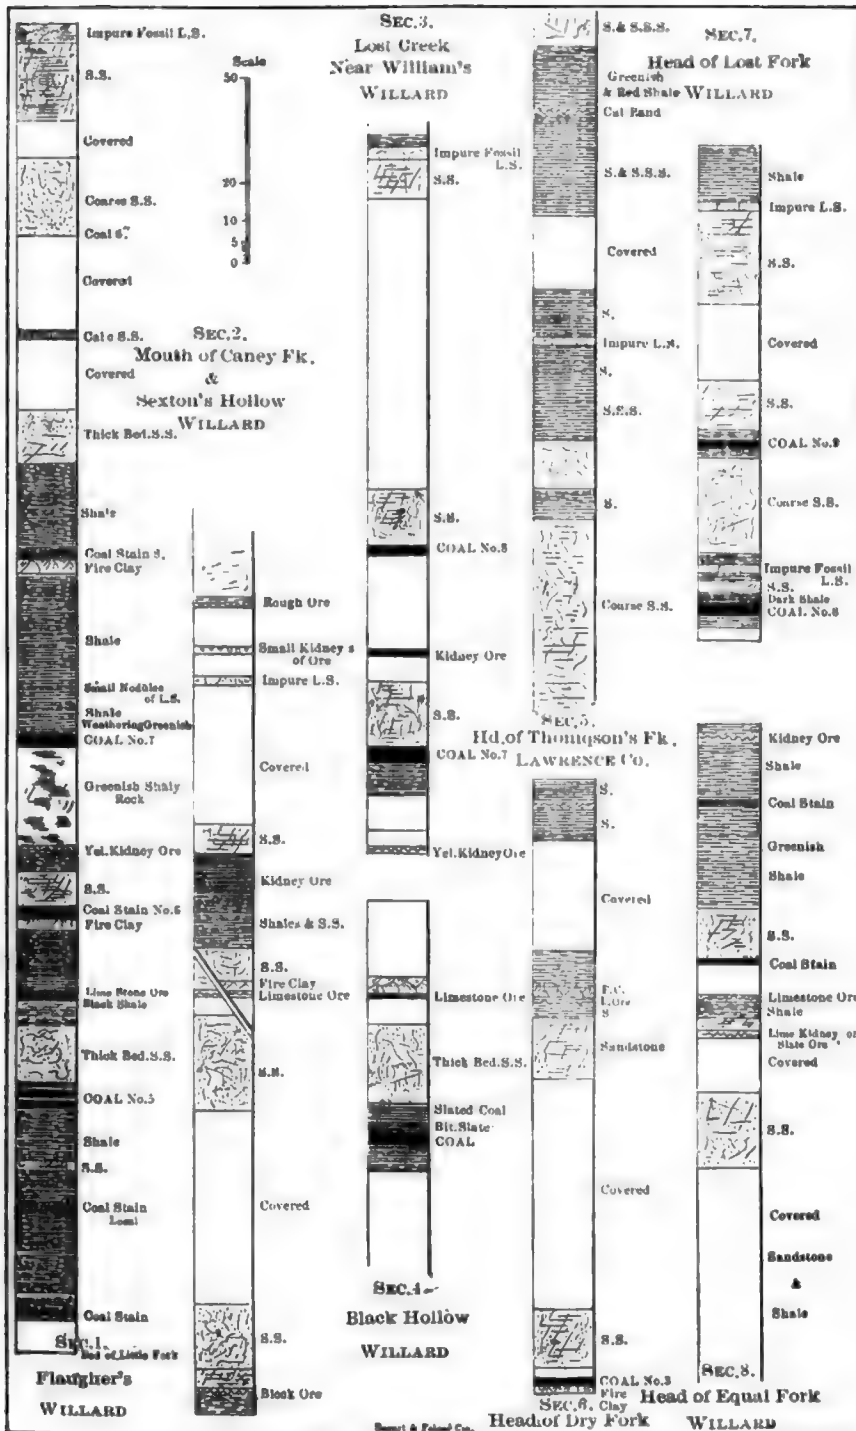 Impure Fossil L.S.
S.S.
Covered
Coarse S.S.
Coal 6".
Covered
Calc S.S.
Covered
Thick Bed.S.S.
Shale
Coal Stain 8.
Fire Clay
Shale
Small Nodules
of L.S.
Shale
Weathering Greenish
COAL No.7
Greenish Shaly
Rock
Yel. Kidney Ore
S.S.
Coal Stain No.6
Fire Clay
Lime Stone Ore
Black Shale
Thick Bed.S.S.
COAL No.5
Shale
S.S.
Coal Stain
Coal Stain
Bed of Little Fork
SEC.1.
Flaugher's
WILLARD
Scale
50
20
10
5
0
SEC.2.
Mouth of Caney Fk.
&
Sexton's Hollow
WILLARD
Rough Ore
Small Kidneys
of Ore
Impure L.S.
Covered
S.S.
Kidney Ore
Shales & S.S.
S.S.
Fire Clay
Limestone Ore
S.S.
Covered
S.S.
Block Ore
SEC.3.
Lost Creek
Near William's
WILLARD
Impure Fossil
L.S.
S.S.
S.S.
COAL No.8
Kidney Ore
S.S.
COAL No.7
Yel. Kidney Ore
Limestone Ore
Thick Bed.S.S.
Slated Coal
Bit. Slate
COAL
SEC.4
Black Hollow
WILLARD
S. & S.S.S.
Greenish
& Red Shale
Cal Band
S. & S.S.S.
Covered
S.
Impure L.S.
S.
S.S.S.
S.
Course S.S.
SEC.5.
Hd. of Thompson's Fk.
LAWRENCE CO.
S.
S.
Covered
F.C.
L.Ore
S
Sandstone
Covered
S.S.
COAL No.3
Fire
Clay
SEC.6.
Head of Dry Fork
SEC.7.
Head of Lost Fork
WILLARD
Shale
Impure L.S.
S.S.
Covered
S.S.
COAL No.9
Course S.S.
Impure Fossil
L.S.
S.S.
Dark Shale
COAL No.8
Kidney Ore
Shale
Coal Stain
Greenish
Shale
S.S.
Coal Stain
Limestone Ore
Shale
Lime Kidney or
Slate Ore
Covered
S.S.
Covered
Sandstone
&
Shale
SEC.8.
Head of Equal Fork
WILLARD